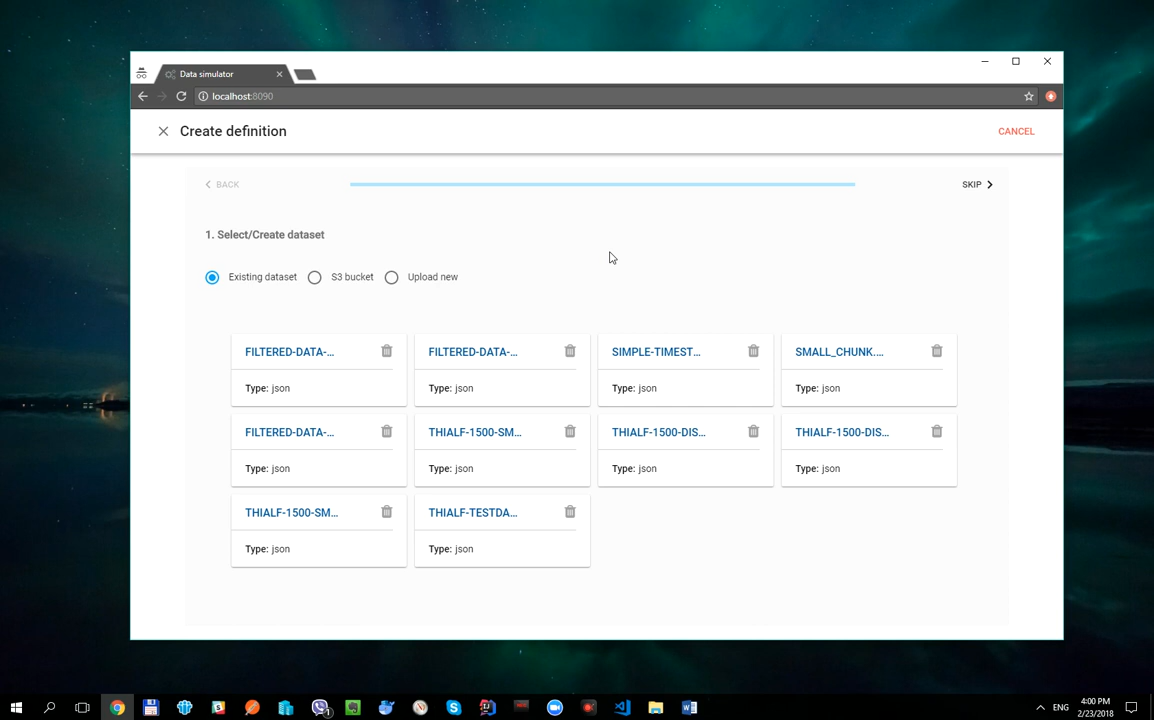 Data simulator
localhost:8090
Create definition
CANCEL
BACK
SKIP
1. Select/Create dataset
Existing dataset
S3 bucket
Upload new
FILTERED-DATA-...
FILTERED-DATA-...
SIMPLE-TIMEST...
SMALL_CHUNK....
Type: json
Type: json
Type: json
Type: json
FILTERED-DATA-...
THIALF-1500-SM...
THIALF-1500-DIS...
THIALF-1500-DIS...
Type: json
Type: json
Type: json
Type: json
THIALF-1500-SM...
THIALF-TESTDA...
Type: json
Type: json
ENG
4:00 PM
2/23/2018